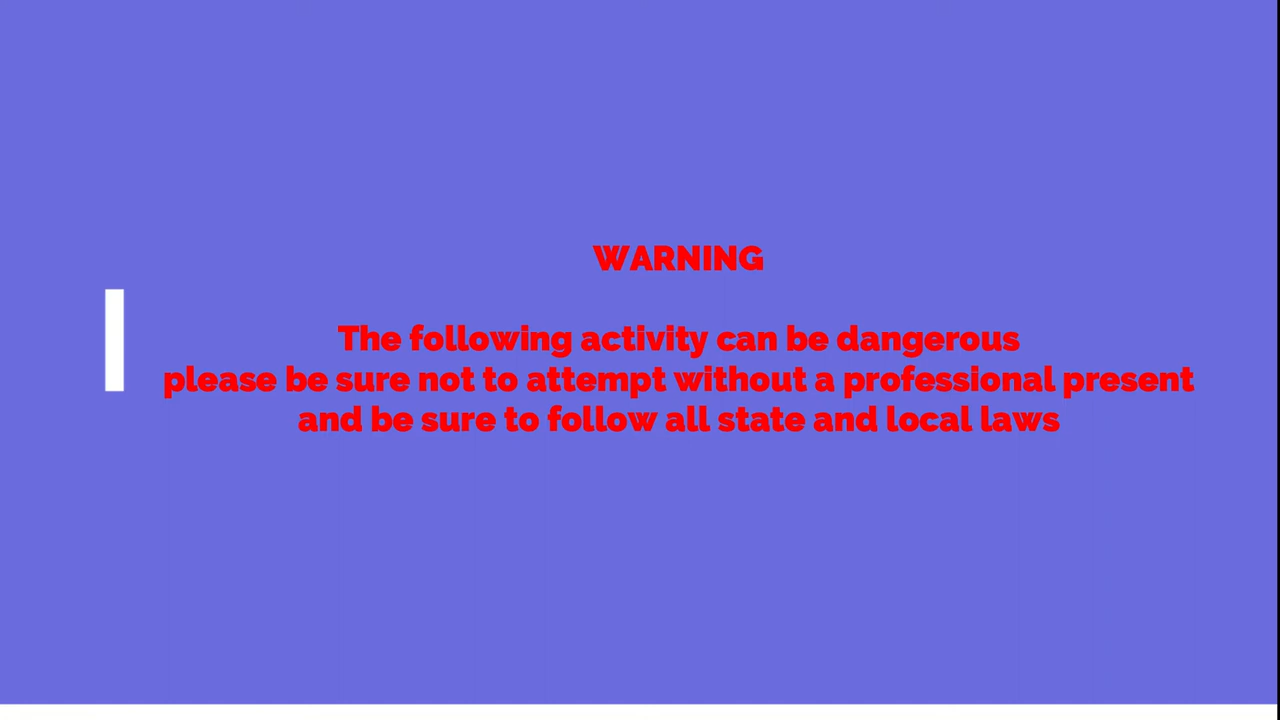 WARNING
The following activity can be dangerous
please be sure not to attempt without a professional present
and be sure to follow all state and local laws